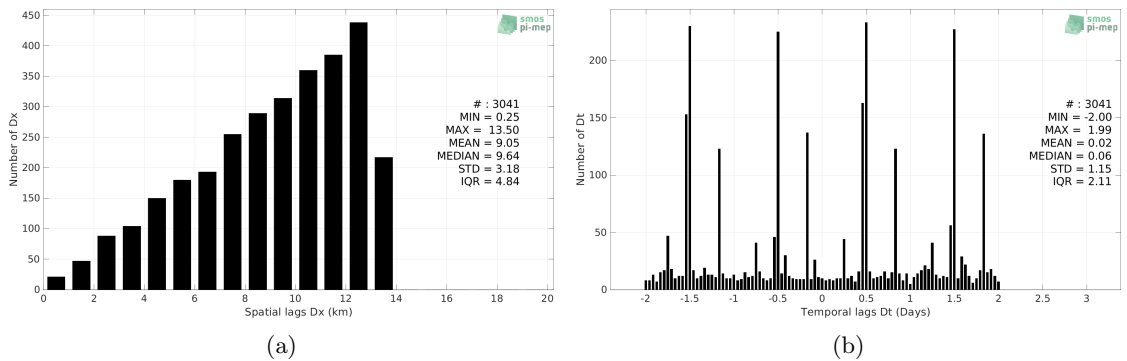 450
400
350
300
250
200
150
100
50
0
Number of Dx
0 2 4 6 8 10 12 14 16 18 20
Spatial lags Dx (km)
smos
pi-mep
# : 3041
MIN = 0.25
MAX = 13.50
MEAN = 9.05
MEDIAN = 9.64
STD = 3.18
IQR = 4.84
(a)
200
150
100
50
0
Number of Dt
-2 -1.5 -1 -0.5 0 0.5 1 1.5 2 2.5 3
Temporal lags Dt (Days)
smos
pi-mep
# : 3041
MIN = -2.00
MAX = 1.99
MEAN = 0.02
MEDIAN = 0.06
STD = 1.15
IQR = 2.11
(b)